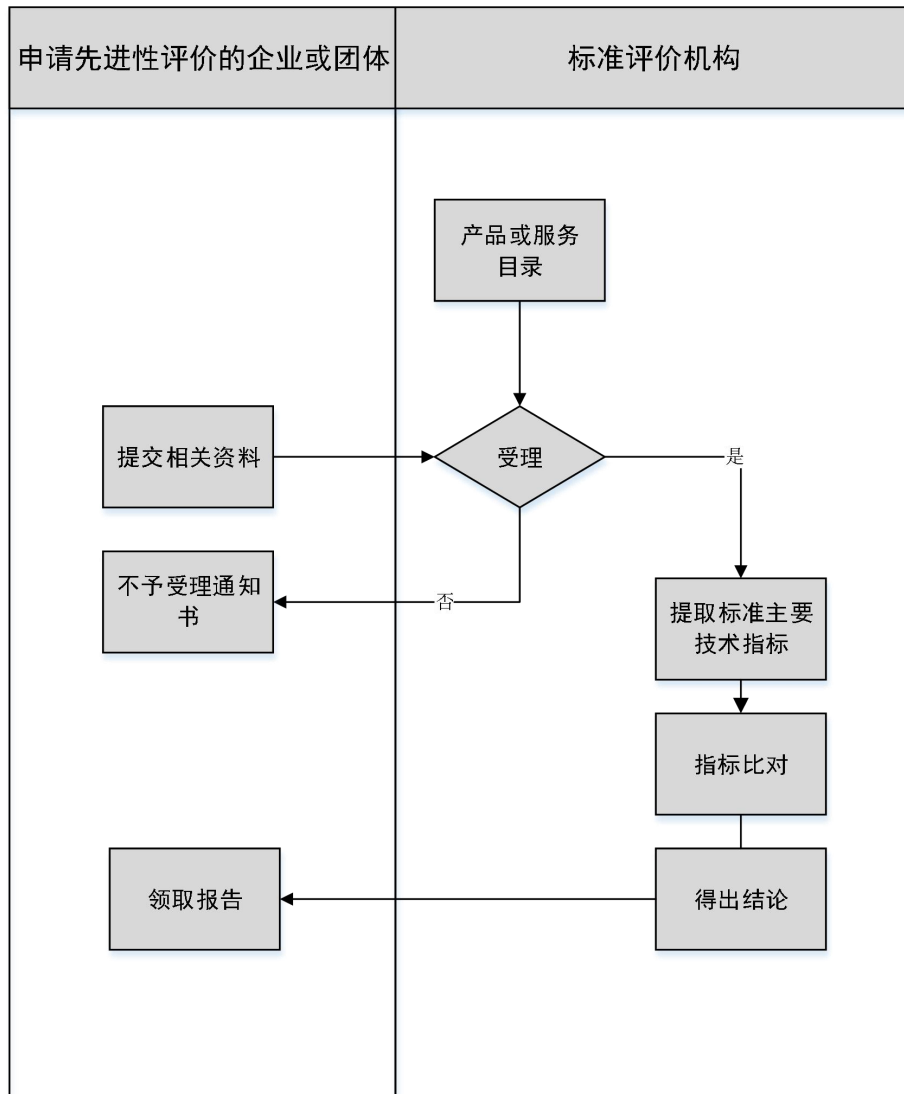 申请先进性评价的企业或团体
标准评价机构
产品或服务
目录
提交相关资料
受理
是
不予受理通知
书
否
提取标准主要
技术指标
指标比对
领取报告
得出结论